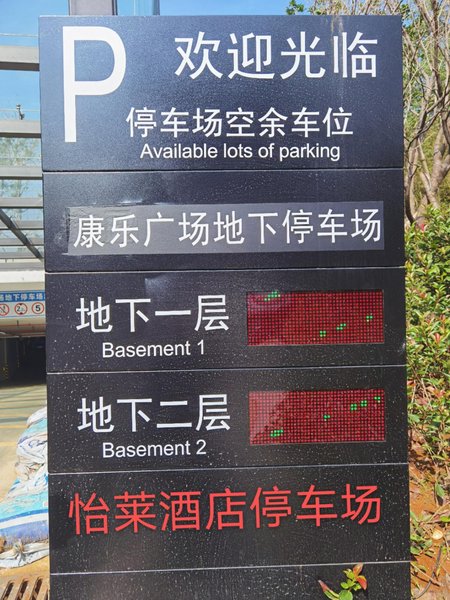 P 欢迎光临
停车场空余车位
Available lots of parking
康乐广场地下停车场
地下一层
Basement 1
地下二层
Basement 2
怡莱酒店停车场